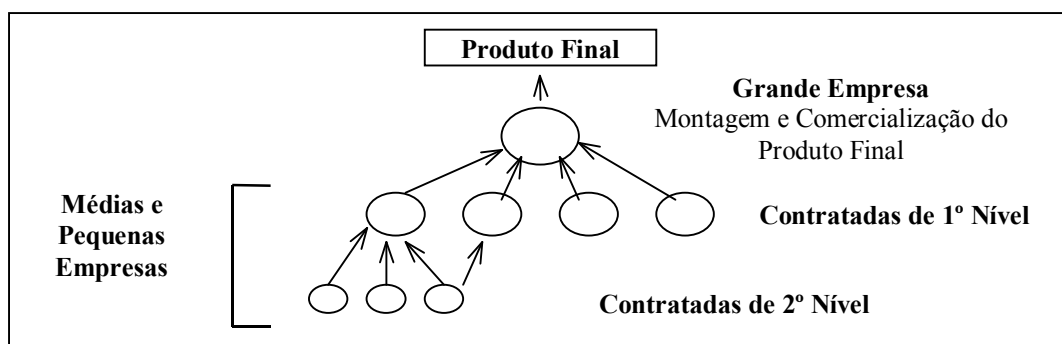 Produto Final
Grande Empresa
Montagem e Comercialização do
Produto Final
Médias e
Pequenas
Empresas
Contratadas de 1º Nível
Contratadas de 2º Nível